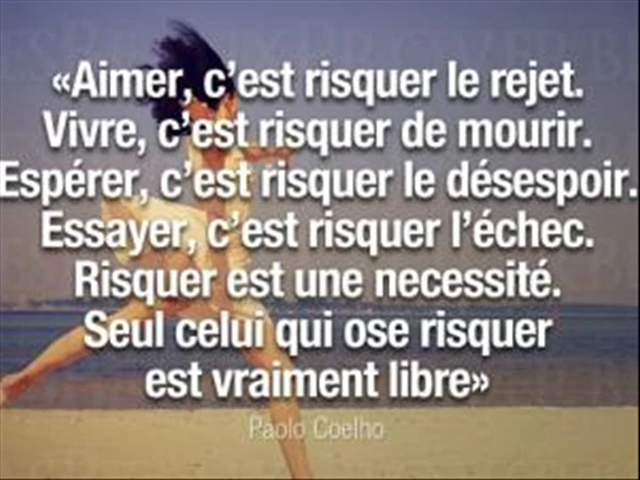 «Aimer, c'est risquer le rejet.
Vivre, c'est risquer de mourir.
Espérer, c'est risquer le désespoir.
Essayer, c'est risquer l'échec.
Risquer est une necessité.
Seul celui qui ose risquer
est vraiment libre»
Paolo Coelho